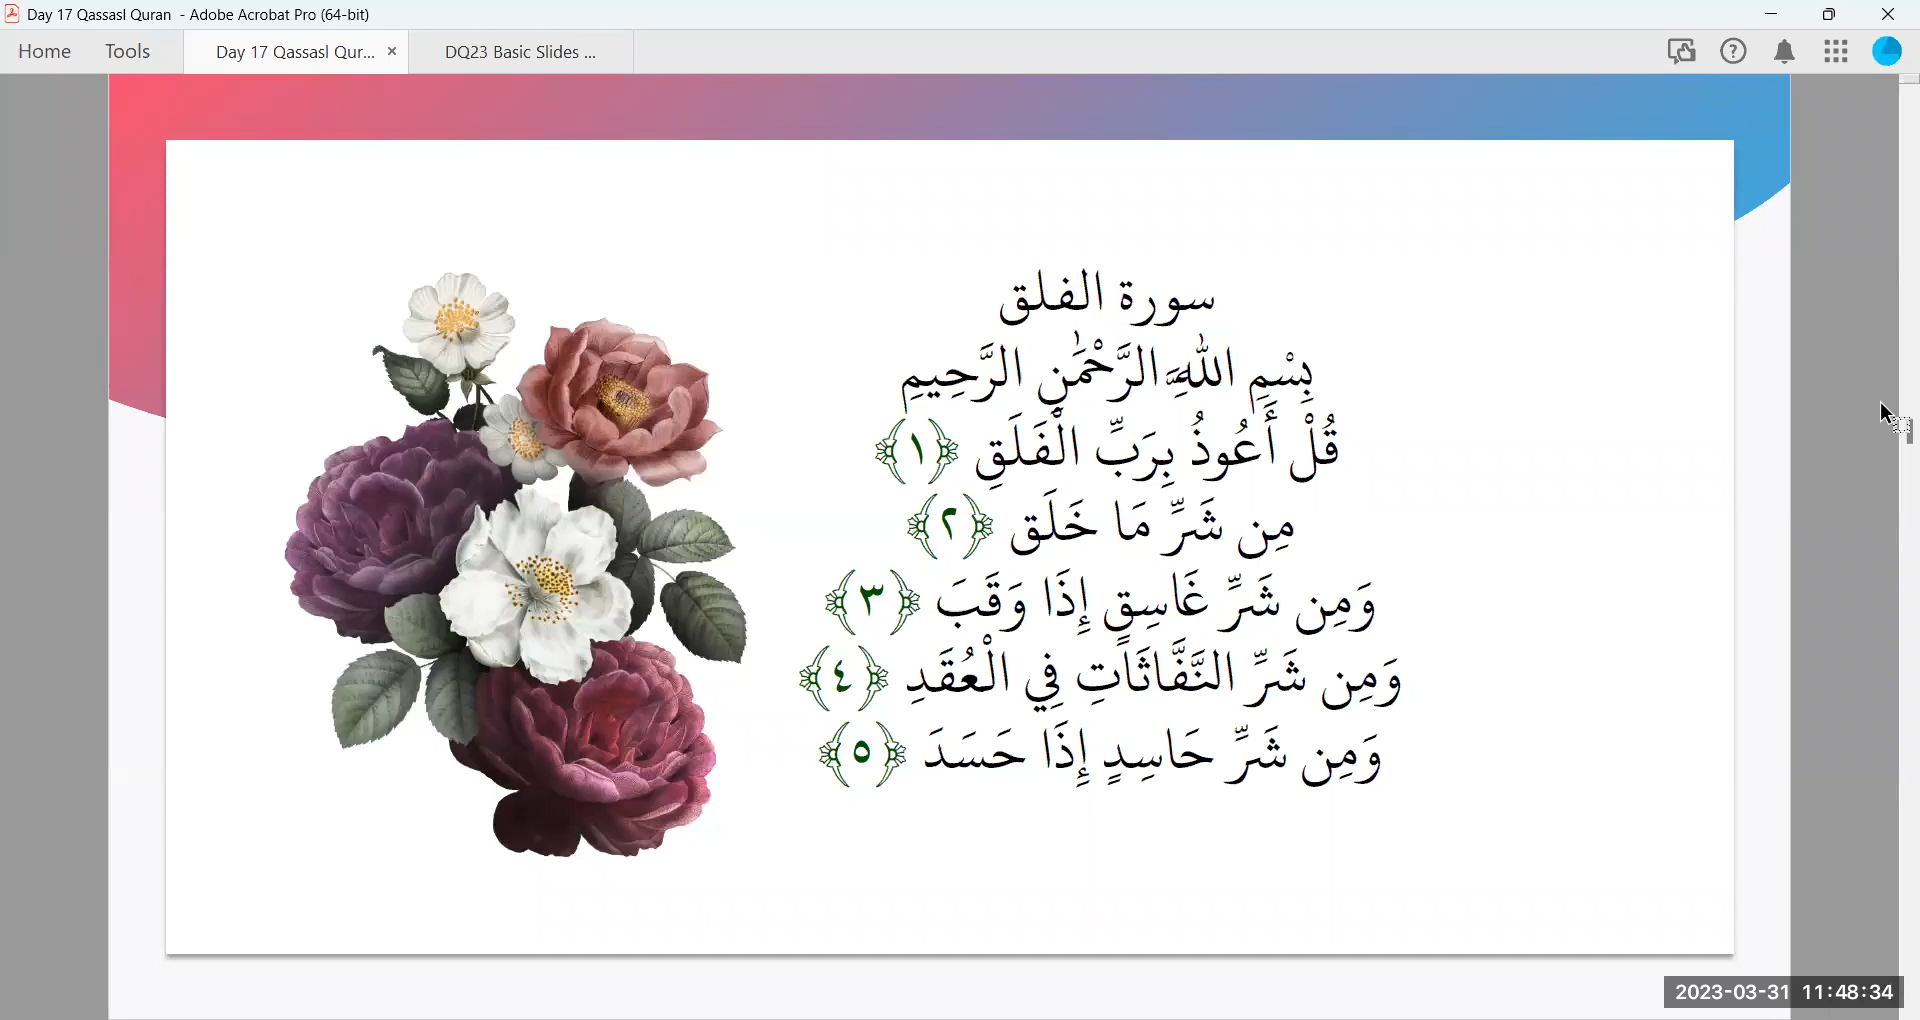 Day 17 Qassasl Quran - Adobe Acrobat Pro (64-bit)
Home Tools Day 17 Qassasl Qur... × DQ23 Basic Slides ...
سورة الفلق
بِسْمِ اللَّهِ الرَّحْمَٰنِ الرَّحِيمِ
قُلْ أَعُوذُ بِرَبِّ الْفَلَقِ ﴿١﴾
مِن شَرِّ مَا خَلَق ﴿٢﴾
وَمِن شَرِّ غَاسِقٍ إِذَا وَقَبَ ﴿٣﴾
وَمِن شَرِّ النَّفَّاثَاتِ فِي الْعُقَدِ ﴿٤﴾
وَمِن شَرِّ حَاسِدٍ إِذَا حَسَدَ ﴿٥﴾
2023-03-31 11:48:34